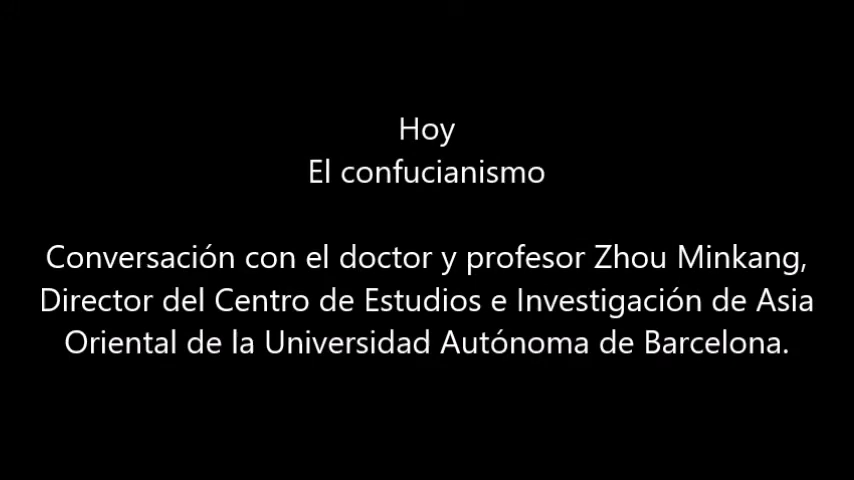 Hoy
El confucianismo
Conversación con el doctor y profesor Zhou Minkang,
Director del Centro de Estudios e Investigación de Asia
Oriental de la Universidad Autónoma de Barcelona.